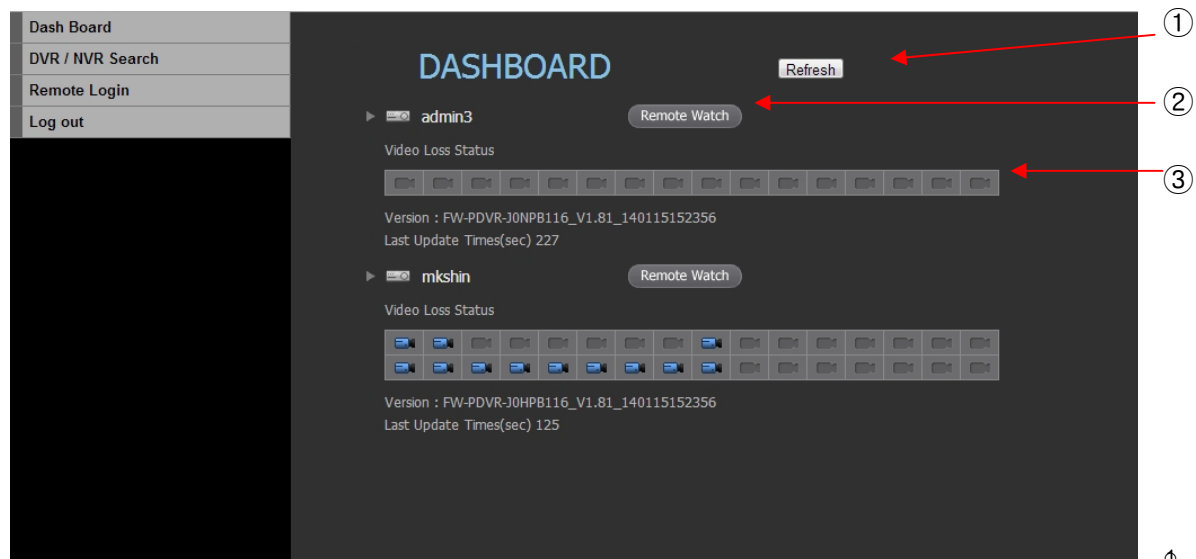 Dash Board
DVR / NVR Search
Remote Login
Log out
DASHBOARD
Refresh
①
admin3
Remote Watch
②
Video Loss Status
③
Version : FW-PDVR-J0NPB116_V1.81_140115152356
Last Update Times(sec) 227
mkshin
Remote Watch
Video Loss Status
Version : FW-PDVR-J0HPB116_V1.81_140115152356
Last Update Times(sec) 125